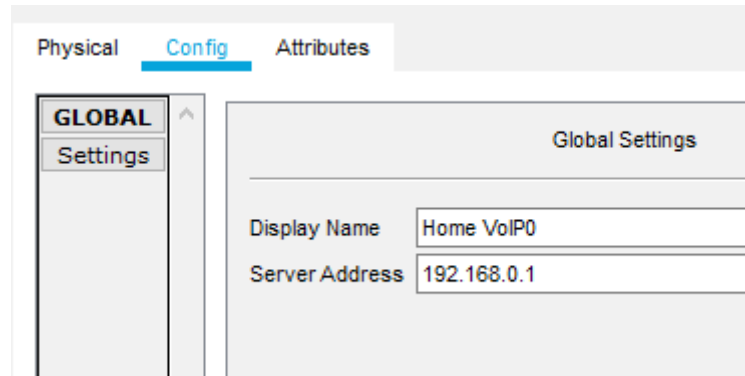 Physical Config Attributes
GLOBAL
Settings
Global Settings
Display Name Home VoIP0
Server Address 192.168.0.1